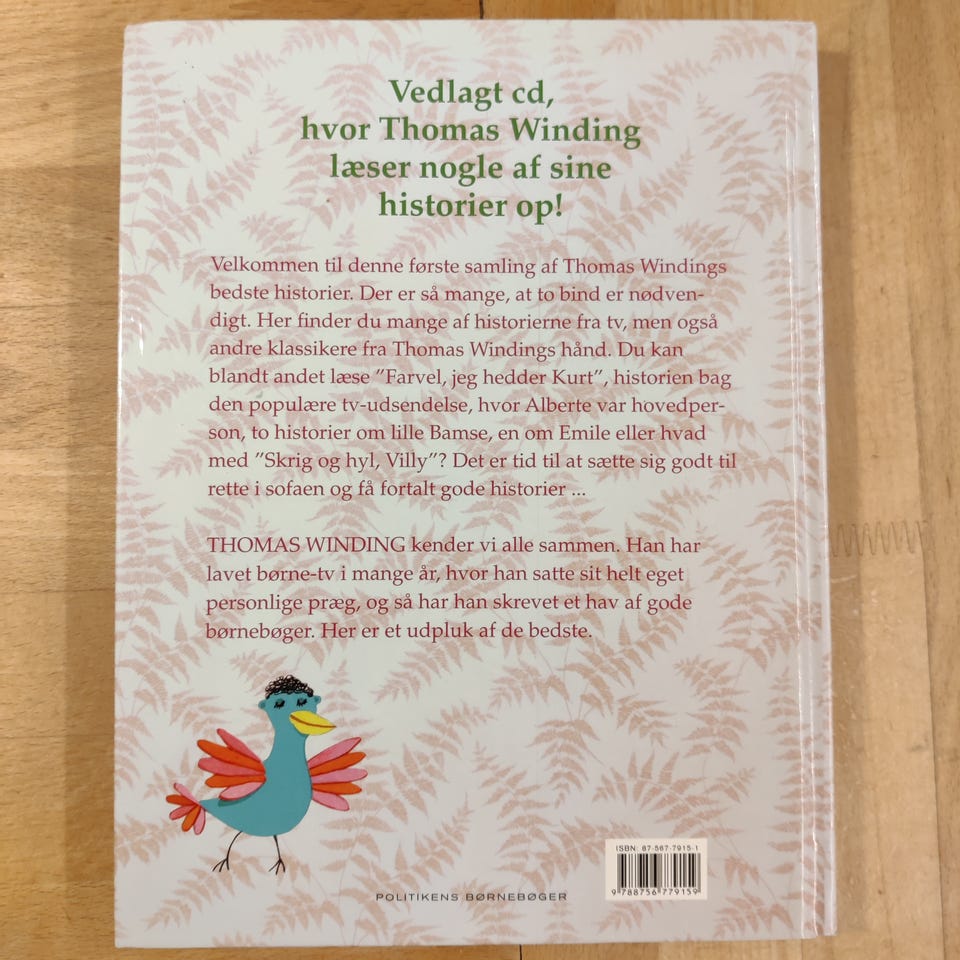 Vedlagt cd,
hvor Thomas Winding
læser nogle af sine
historier op!
Velkommen til denne første samling af Thomas Windings
bedste historier. Der er så mange, at to bind er nødven-
digt. Her finder du mange af historierne fra tv, men også
andre klassikere fra Thomas Windings hånd. Du kan
blandt andet læse ”Farvel, jeg hedder Kurt”, historien bag
den populære tv-udsendelse, hvor Alberte var hovedper-
son, to historier om lille Bamse, en om Emile eller hvad
med ”Skrig og hyl, Villy”? Det er tid til at sætte sig godt til
rette i sofaen og få fortalt gode historier ...
THOMAS WINDING kender vi alle sammen. Han har
lavet børne-tv i mange år, hvor han satte sit helt eget
personlige præg, og så har han skrevet et hav af gode
børnebøger. Her er et udpluk af de bedste.
ISBN: 87-567-7915-1
9 788756 779159
POLITIKENS BØRNEBØGER